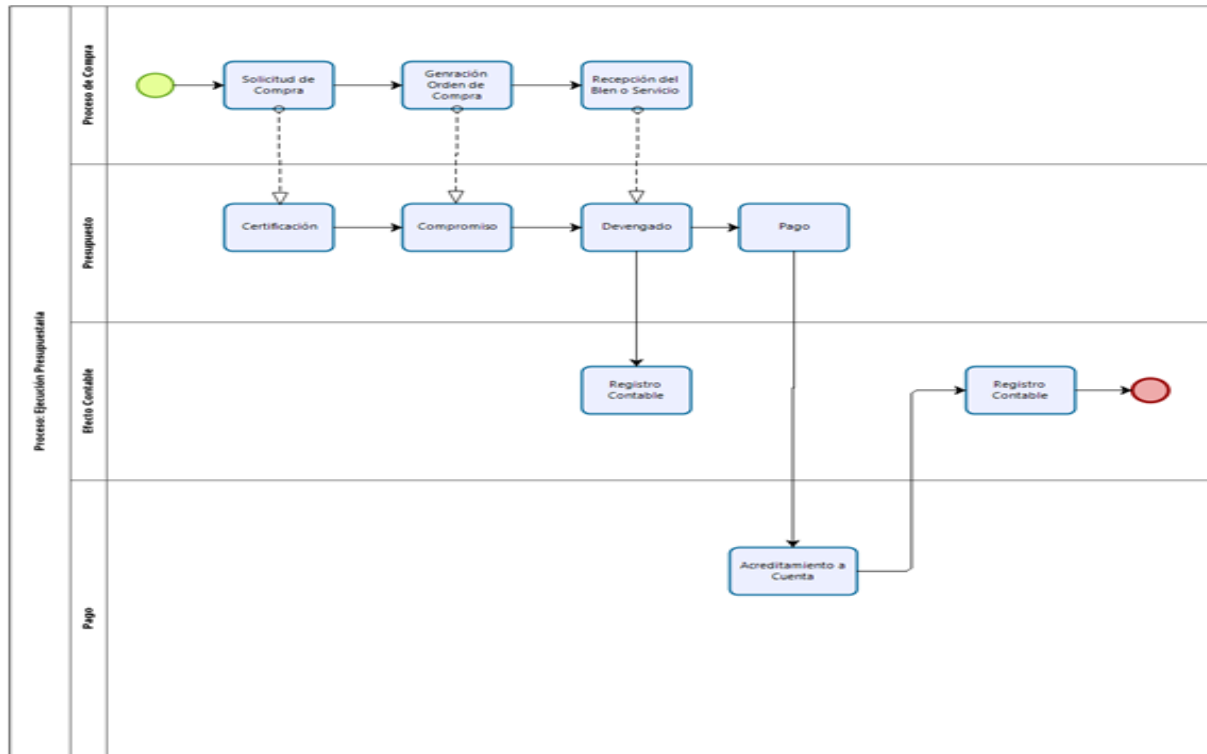 Proceso: Ejecución Presupuestaria
Proceso de Compra
Solicitud de
Compra
Genración
Orden de
Compra
Recepción del
Bien o Servicio
Presupuesto
Certificación
Compromiso
Devengado
Pago
Efecto Contable
Registro
Contable
Registro
Contable
Pago
Acreditamiento a
Cuenta